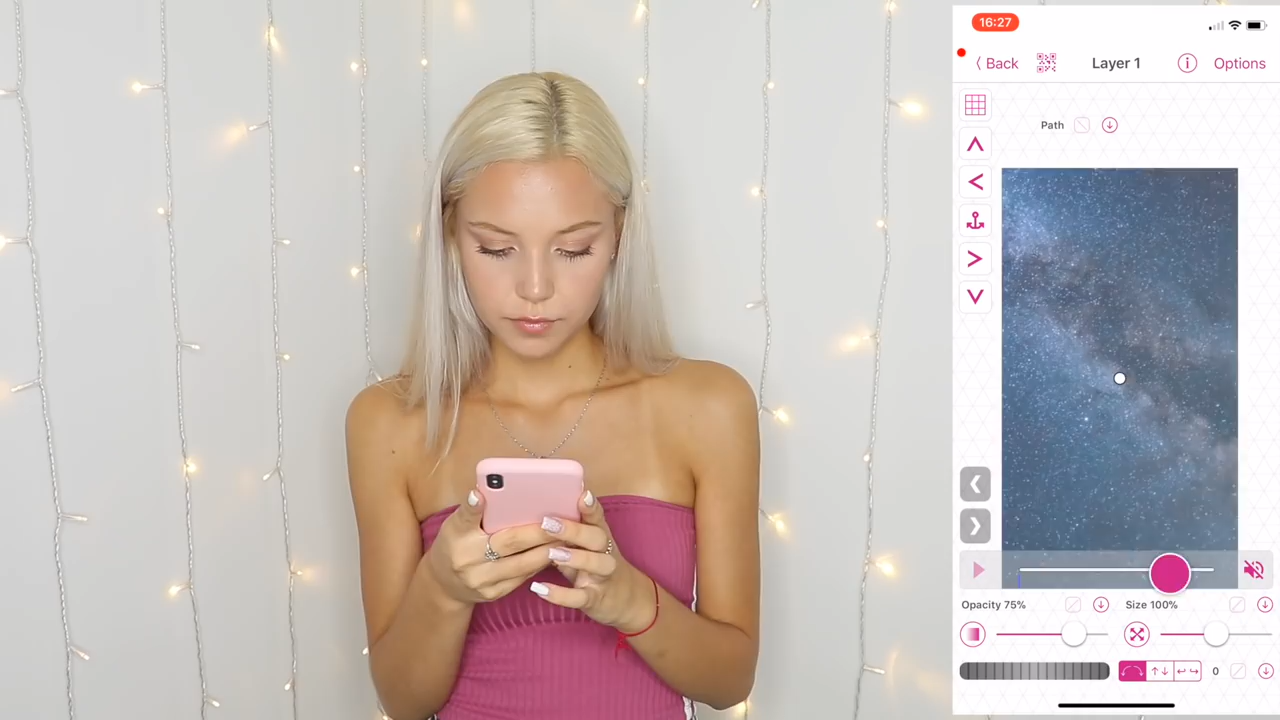 16:27
Back
Layer 1
Options
Path
Opacity 75%
Size 100%
0